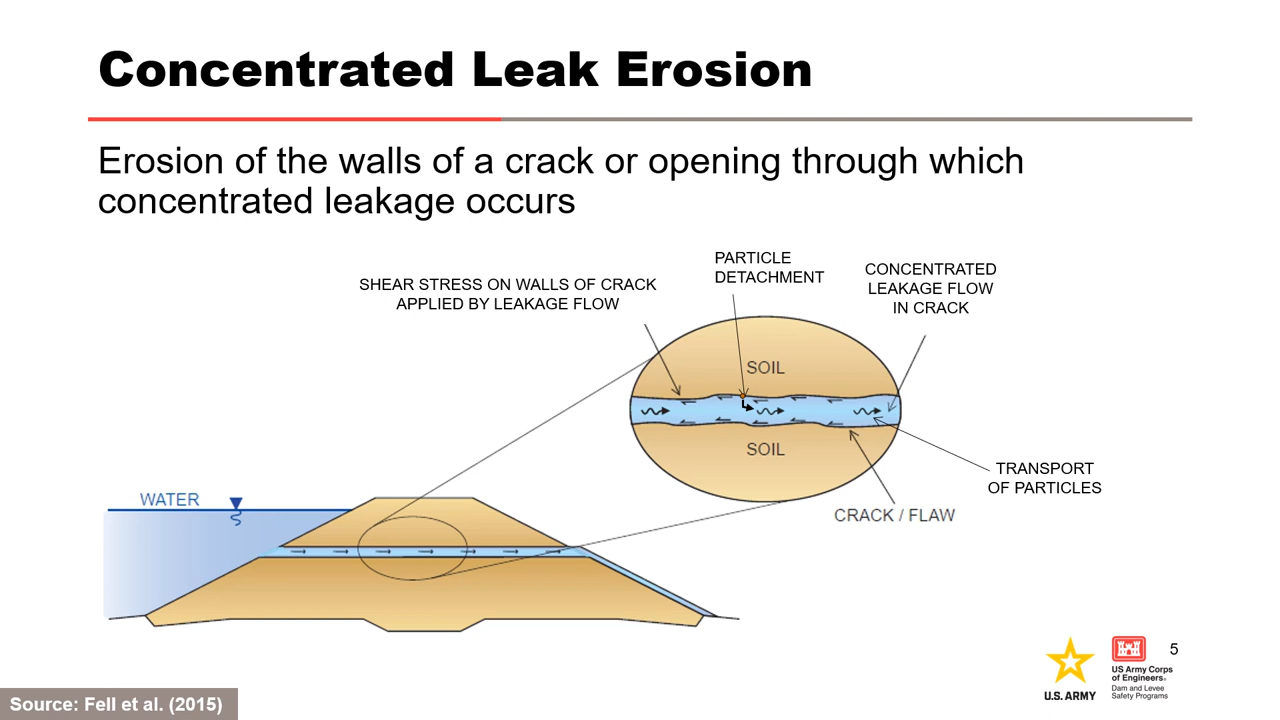 Concentrated Leak Erosion
Erosion of the walls of a crack or opening through which
concentrated leakage occurs
SHEAR STRESS ON WALLS OF CRACK
APPLIED BY LEAKAGE FLOW
PARTICLE
DETACHMENT
CONCENTRATED
LEAKAGE FLOW
IN CRACK
SOIL
SOIL
TRANSPORT
OF PARTICLES
CRACK / FLAW
WATER
U.S. ARMY
US Army Corps
of Engineers®
Dam and Levee
Safety Programs
5
Source: Fell et al. (2015)